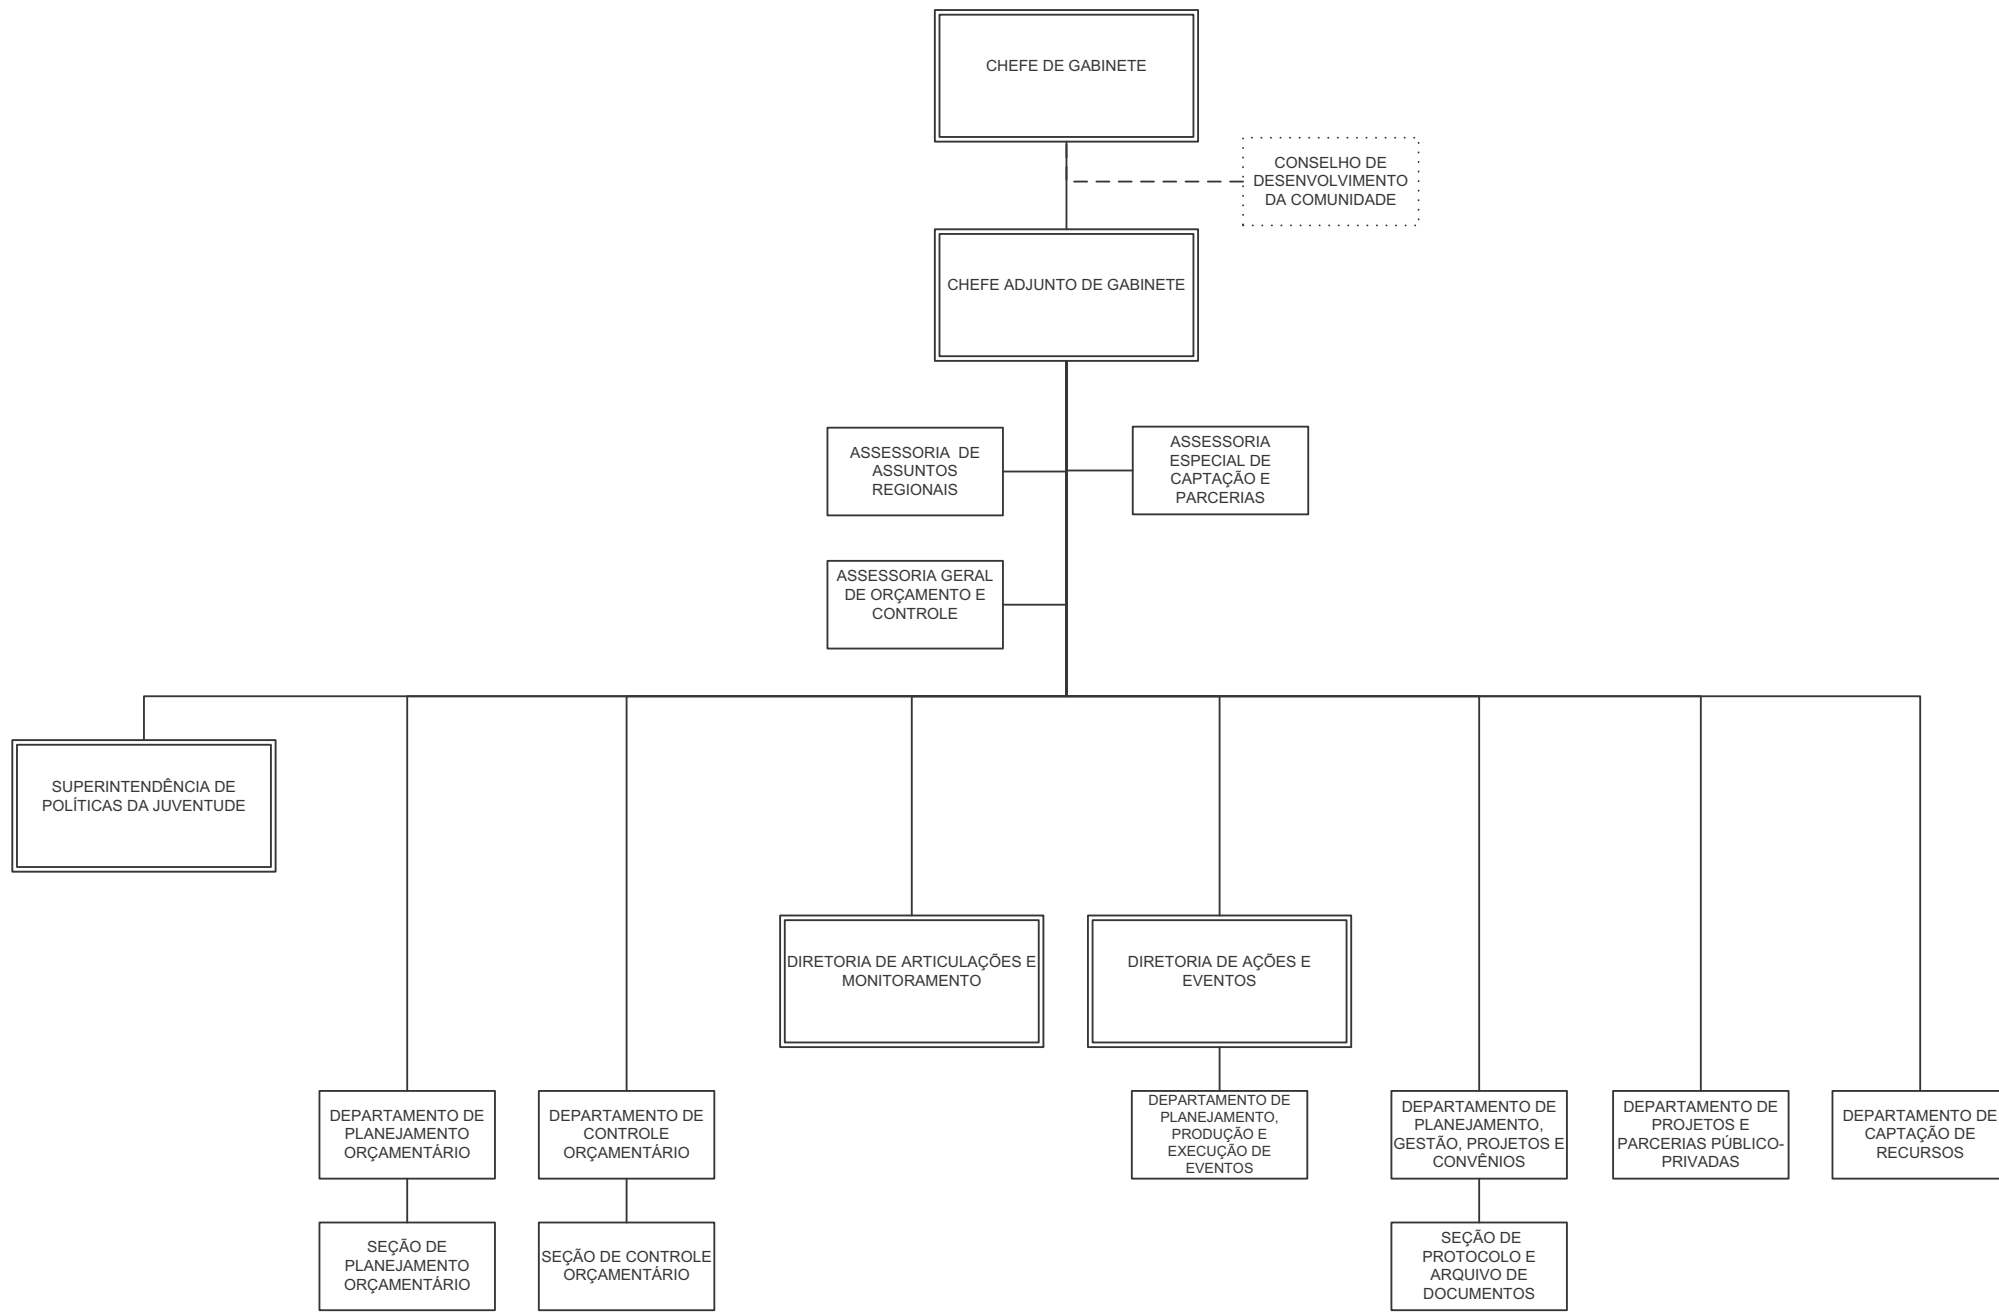 CHEFE DE GABINETE
CONSELHO DE
DESENVOLVIMENTO
DA COMUNIDADE
CHEFE ADJUNTO DE GABINETE
ASSESSORIA DE
ASSUNTOS
REGIONAIS
ASSESSORIA
ESPECIAL DE
CAPTAÇÃO E
PARCERIAS
ASSESSORIA GERAL
DE ORÇAMENTO E
CONTROLE
SUPERINTENDÊNCIA DE
POLÍTICAS DA JUVENTUDE
DIRETORIA DE ARTICULAÇÕES E
MONITORAMENTO
DIRETORIA DE AÇÕES E
EVENTOS
DEPARTAMENTO DE
PLANEJAMENTO
ORÇAMENTÁRIO
DEPARTAMENTO DE
CONTROLE
ORÇAMENTÁRIO
DEPARTAMENTO DE
PLANEJAMENTO,
PRODUÇÃO E
EXECUÇÃO DE
EVENTOS
DEPARTAMENTO DE
PLANEJAMENTO,
GESTÃO, PROJETOS E
CONVÊNIOS
DEPARTAMENTO DE
PROJETOS E
PARCERIAS PÚBLICO-
PRIVADAS
DEPARTAMENTO DE
CAPTAÇÃO DE
RECURSOS
SEÇÃO DE
PLANEJAMENTO
ORÇAMENTÁRIO
SEÇÃO DE CONTROLE
ORÇAMENTÁRIO
SEÇÃO DE
PROTOCOLO E
ARQUIVO DE
DOCUMENTOS